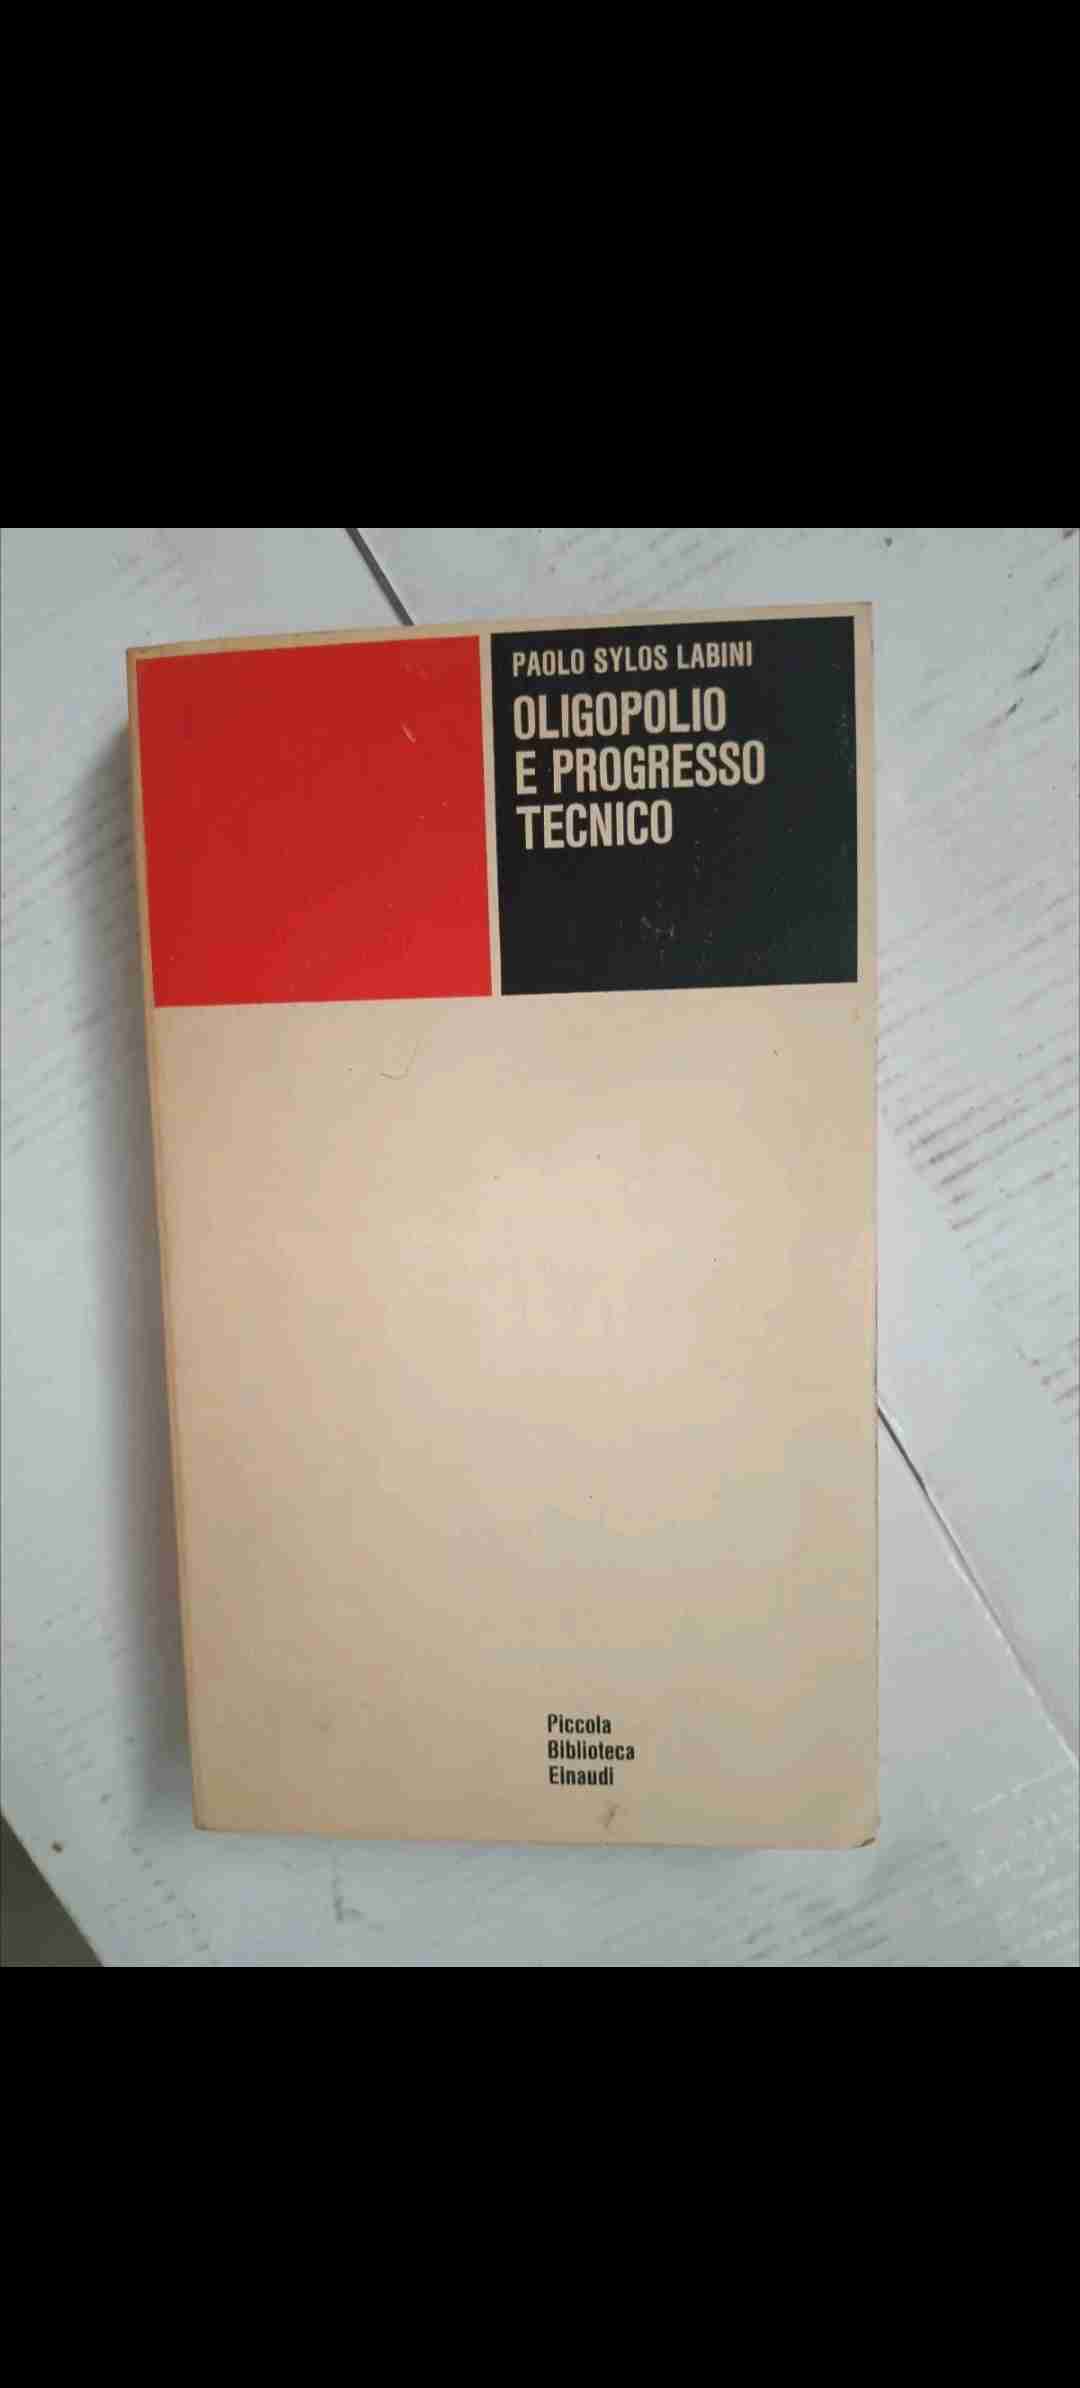 PAOLO SYLOS LABINI
OLIGOPOLIO
E PROGRESSO
TECNICO
Piccola
Biblioteca
Einaudi